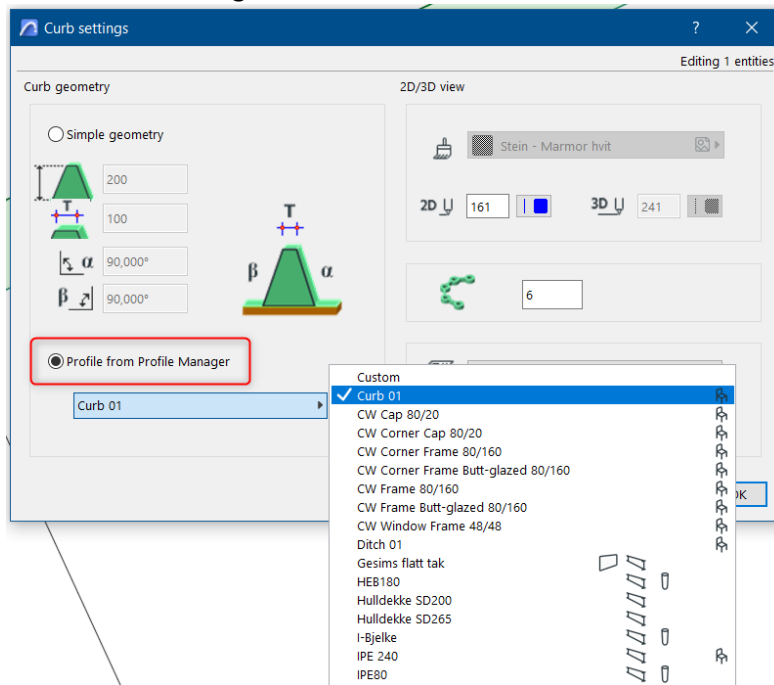 Curb settings ? ×
Editing 1 entities
Curb geometry
2D/3D view
Simple geometry
200
T
100
α 90,000°
β 90,000°
T
β α
Stein - Marmor hvit
2D 161
3D 241
6
Profile from Profile Manager
Curb 01
Custom
Curb 01
CW Cap 80/20
CW Corner Cap 80/20
CW Corner Frame 80/160
CW Corner Frame Butt-glazed 80/160
CW Frame 80/160
CW Frame Butt-glazed 80/160
CW Window Frame 48/48
Ditch 01
Gesims flatt tak
HEB180
Hulldekke SD200
Hulldekke SD265
I-Bjelke
IPE 240
IPE80